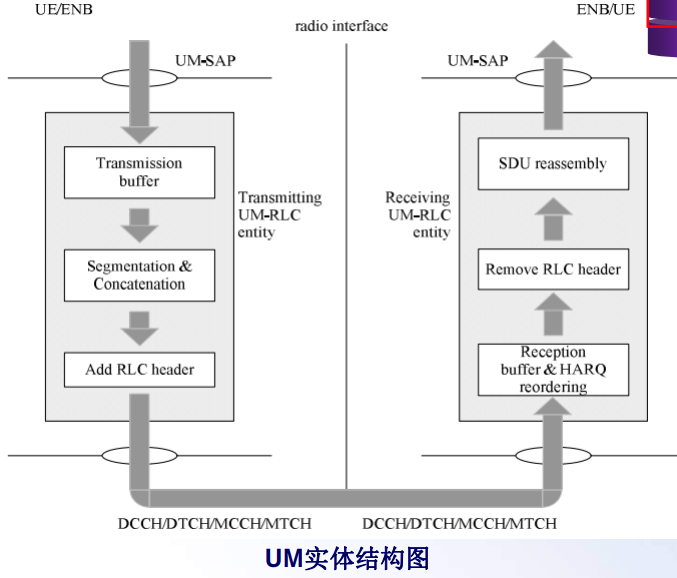 UE/ENB
radio interface
ENB/UE
UM-SAP
UM-SAP
Transmission
buffer
Segmentation &
Concatenation
Add RLC header
Transmitting
UM-RLC
entity
Receiving
UM-RLC
entity
SDU reassembly
Remove RLC header
Reception
buffer & HARQ
reordering
DCCH/DTCH/MCCH/MTCH
DCCH/DTCH/MCCH/MTCH
UM实体结构图